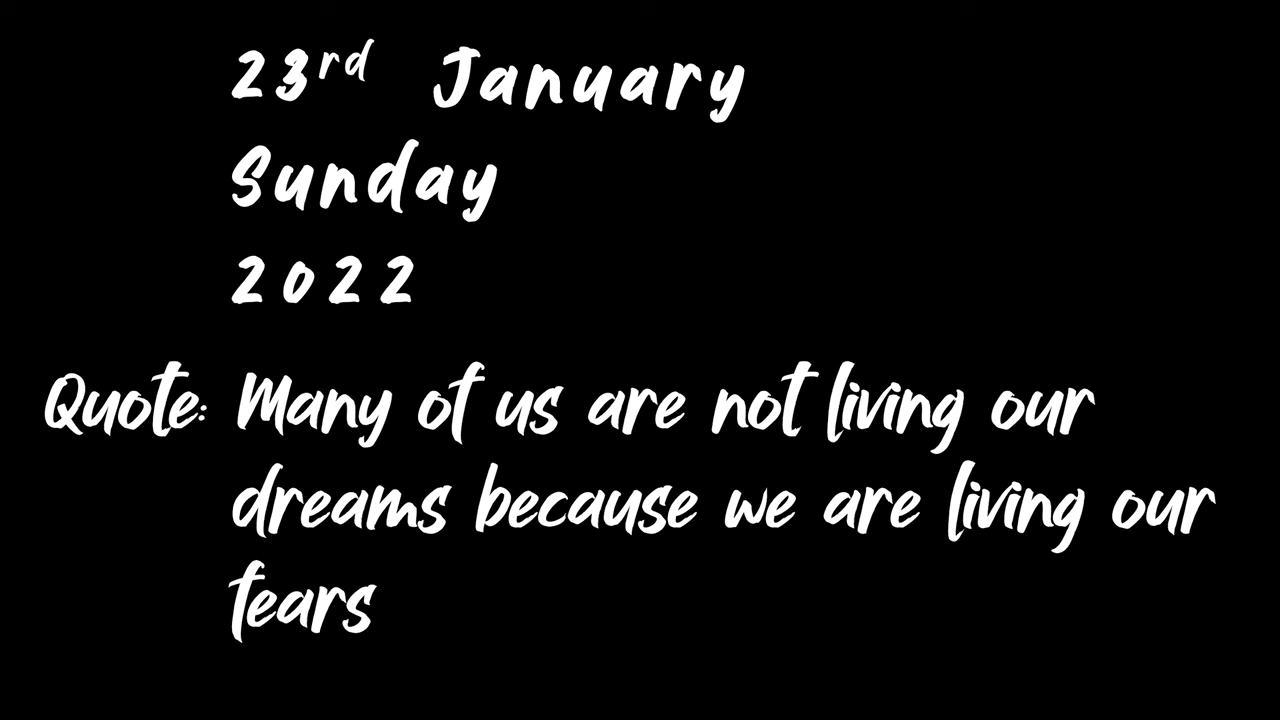 23rd January
Sunday
2022
Quote: Many of us are not living our
dreams because we are living our
fears